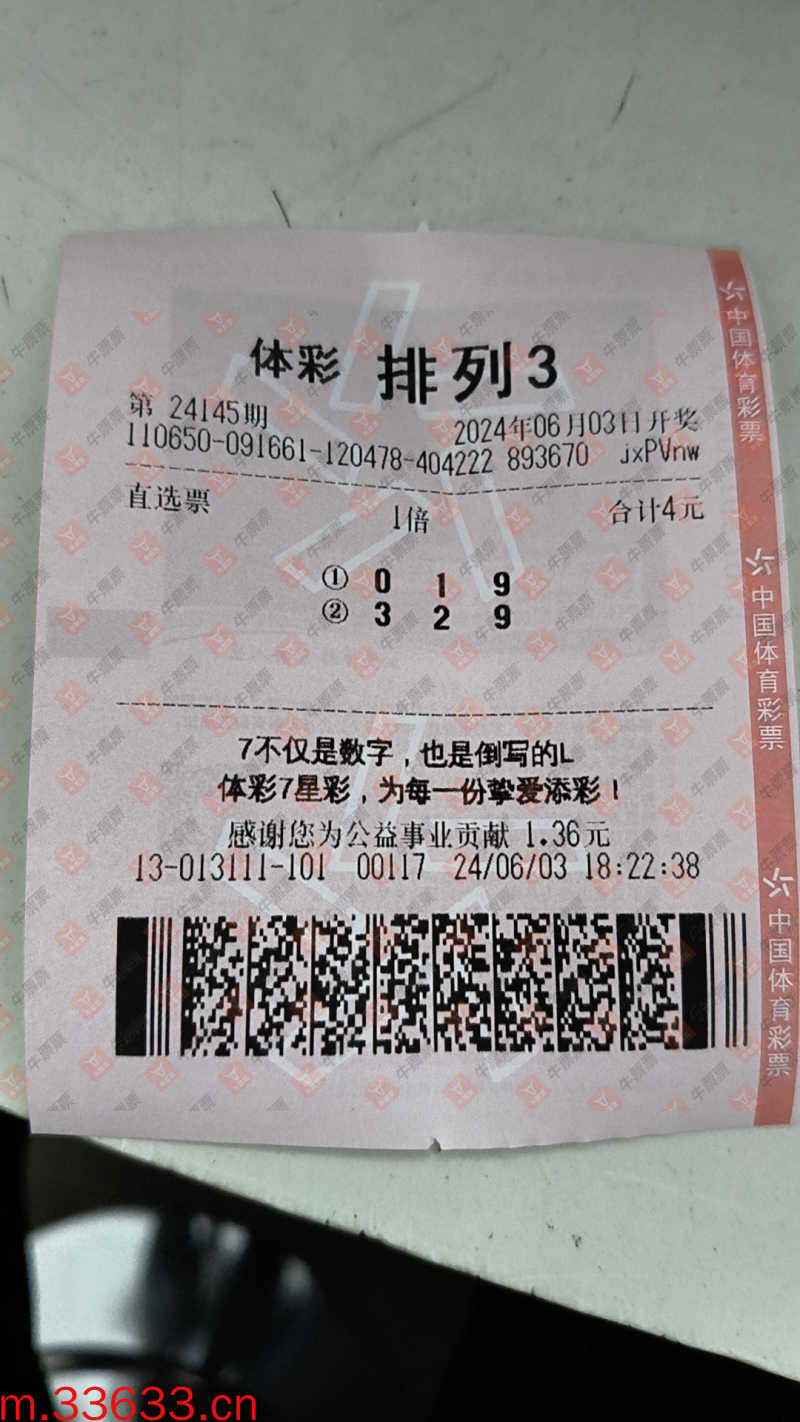 体彩 排列3
第 24145期 2024年06月03日开奖
110650-091661-120478-404222 893670 jxPVnw
直选票 1倍 合计4元
① 0 1 9
② 3 2 9
7不仅是数字，也是倒写的L
体彩7星彩，为每一份挚爱添彩！
感谢您为公益事业贡献 1.36元
13-013111-101 00117 24/06/03 18:22:38
中国体育彩票
中国体育彩票
中国体育彩票
m.33633.cn